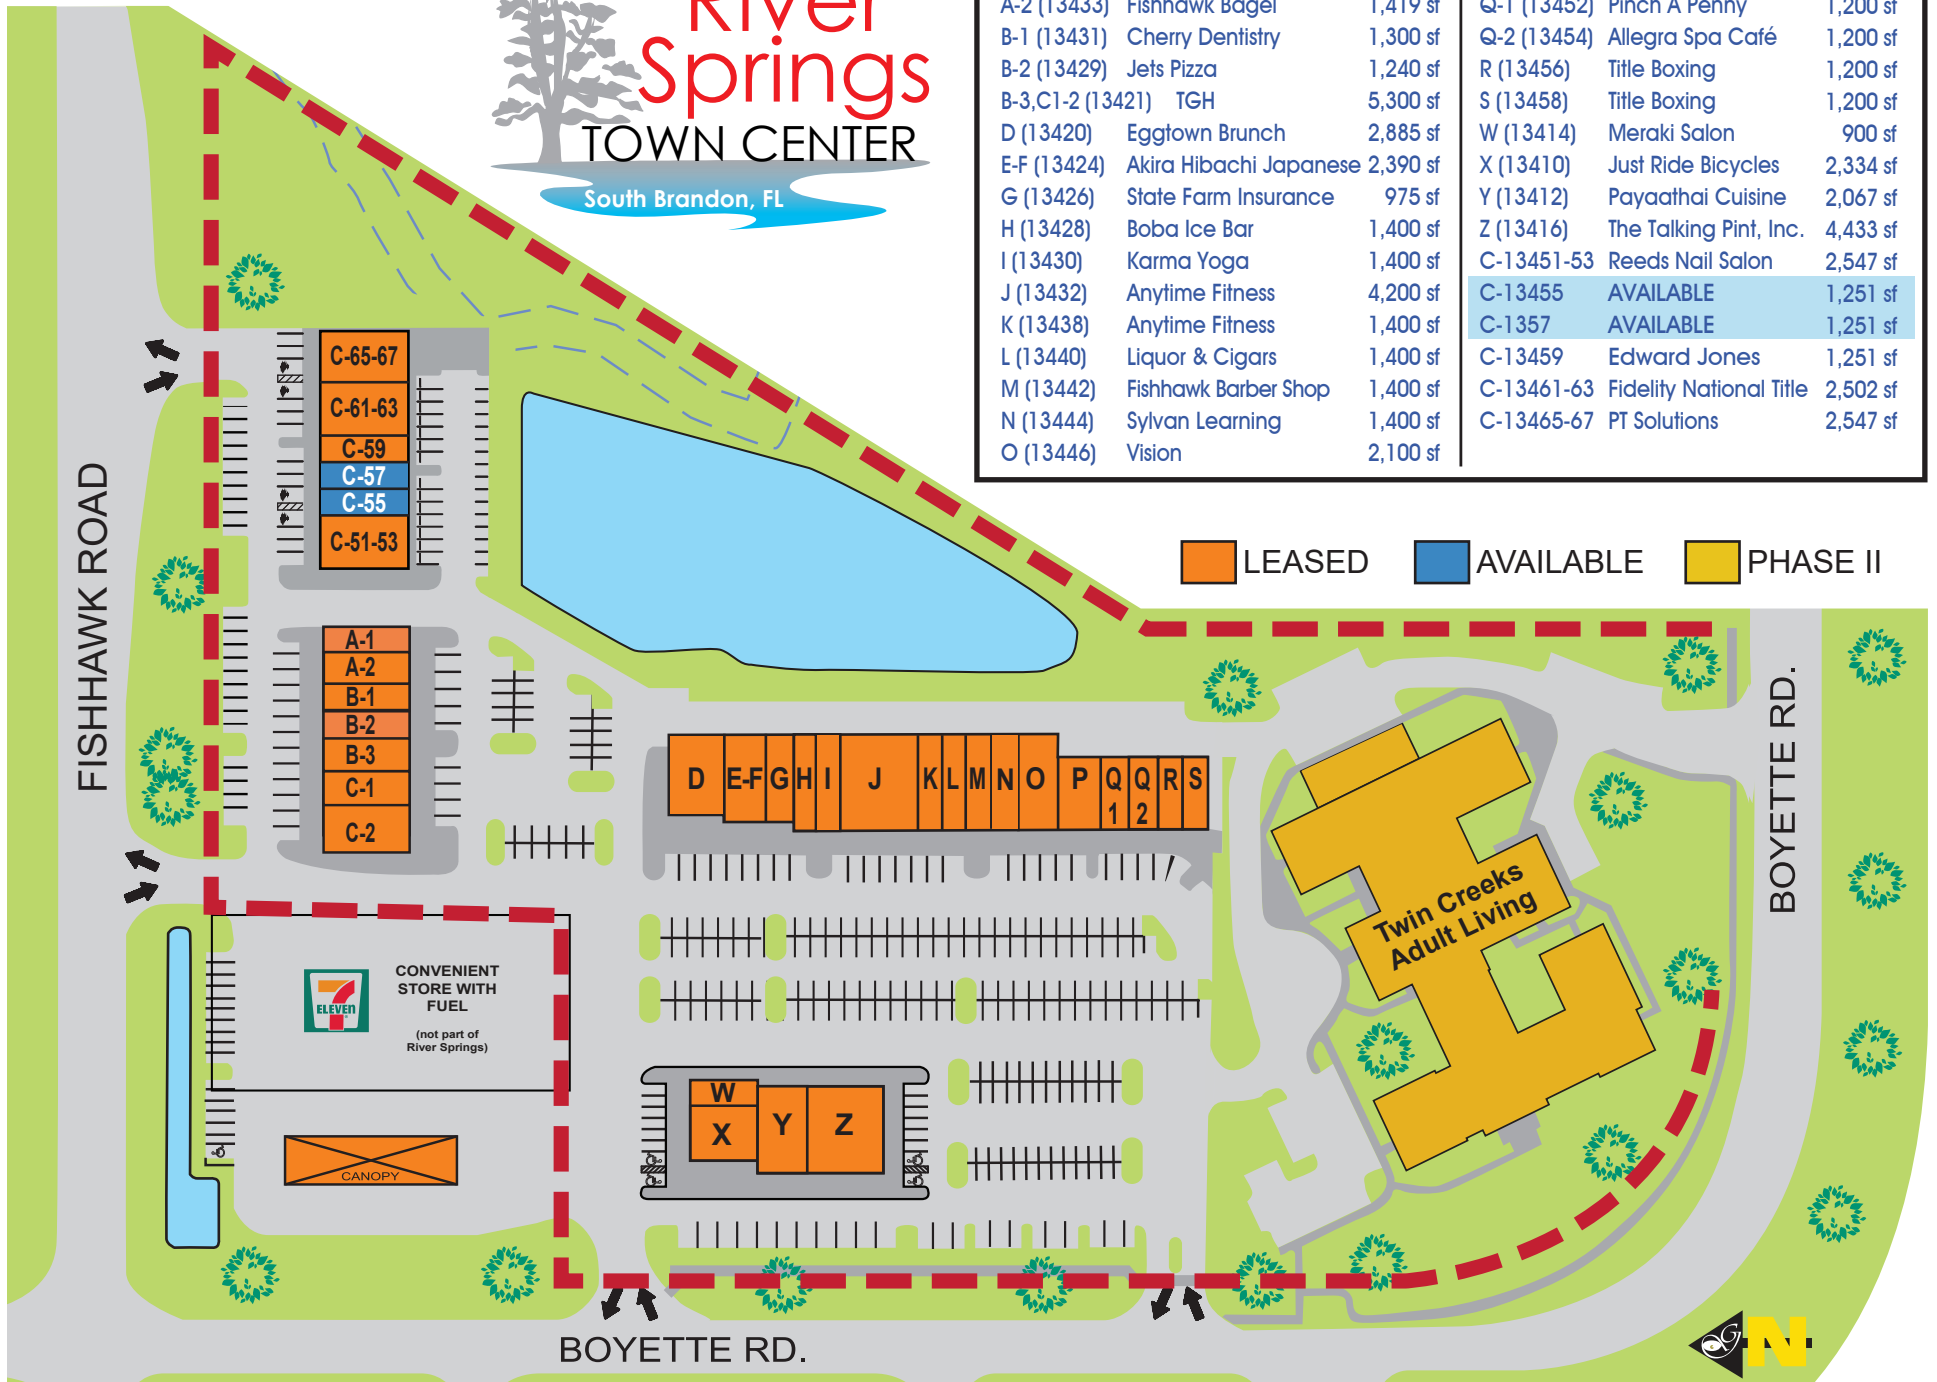 River
Springs
TOWN CENTER
South Brandon, FL
A-2 (13433) Fishhawk Bagel 1,419 sf
B-1 (13431) Cherry Dentistry 1,300 sf
B-2 (13429) Jets Pizza 1,240 sf
B-3,C1-2 (13421) TGH 5,300 sf
D (13420) Eggtown Brunch 2,885 sf
E-F (13424) Akira Hibachi Japanese 2,390 sf
G (13426) State Farm Insurance 975 sf
H (13428) Boba Ice Bar 1,400 sf
I (13430) Karma Yoga 1,400 sf
J (13432) Anytime Fitness 4,200 sf
K (13438) Anytime Fitness 1,400 sf
L (13440) Liquor & Cigars 1,400 sf
M (13442) Fishhawk Barber Shop 1,400 sf
N (13444) Sylvan Learning 1,400 sf
O (13446) Vision 2,100 sf
Q-1 (13452) Pinch A Penny 1,200 sf
Q-2 (13454) Allegra Spa Café 1,200 sf
R (13456) Title Boxing 1,200 sf
S (13458) Title Boxing 1,200 sf
W (13414) Meraki Salon 900 sf
X (13410) Just Ride Bicycles 2,334 sf
Y (13412) Payaathai Cuisine 2,067 sf
Z (13416) The Talking Pint, Inc. 4,433 sf
C-13451-53 Reeds Nail Salon 2,547 sf
C-13455 AVAILABLE 1,251 sf
C-1357 AVAILABLE 1,251 sf
C-13459 Edward Jones 1,251 sf
C-13461-63 Fidelity National Title 2,502 sf
C-13465-67 PT Solutions 2,547 sf
LEASED
AVAILABLE
PHASE II
FISHHAWK ROAD
C-65-67
C-61-63
C-59
C-57
C-55
C-51-53
A-1
A-2
B-1
B-2
B-3
C-1
C-2
D
E-F
G
H
I
J
K
L
M
N
O
P
Q
1
Q
2
R
S
BOYETTE RD.
Twin Creeks
Adult Living
7
ELEVEN
CONVENIENT
STORE WITH
FUEL
(not part of
River Springs)
CANOPY
W
X
Y
Z
BOYETTE RD.
N